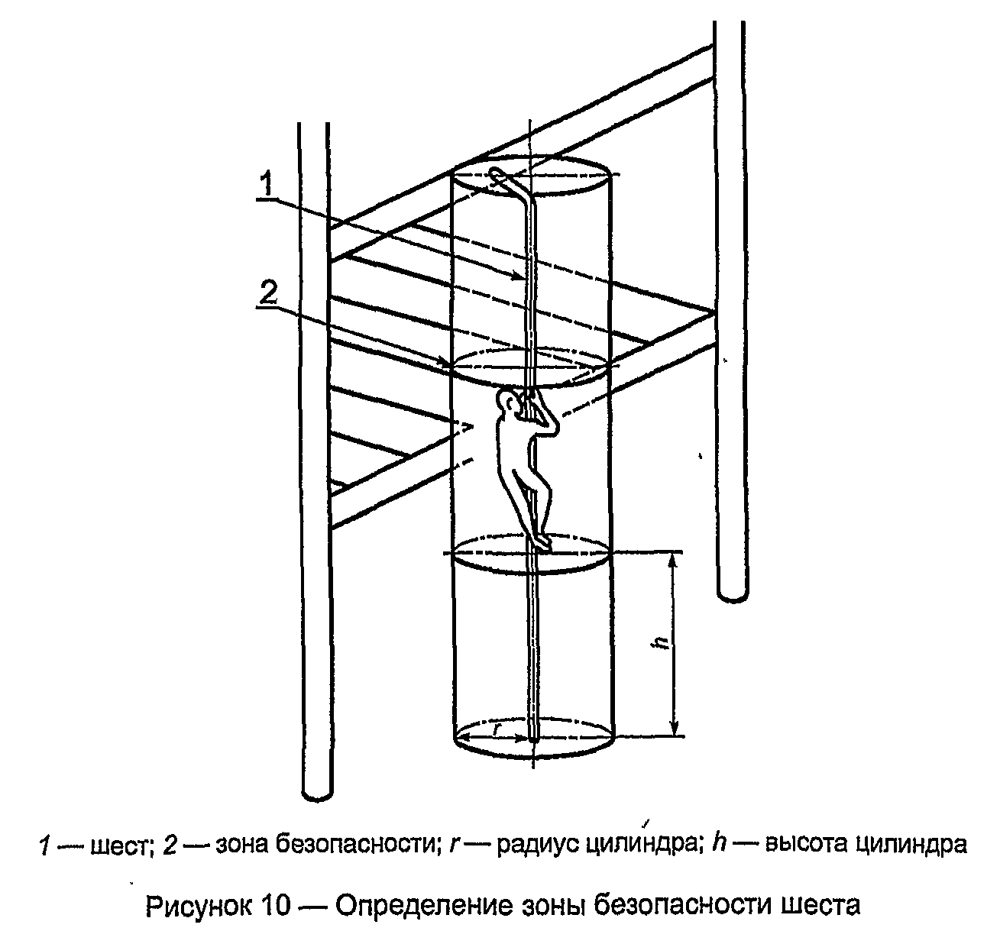 1
2
h
r
1 — шест; 2 — зона безопасности; r — радиус цилиндра; h — высота цилиндра
Рисунок 10 — Определение зоны безопасности шеста